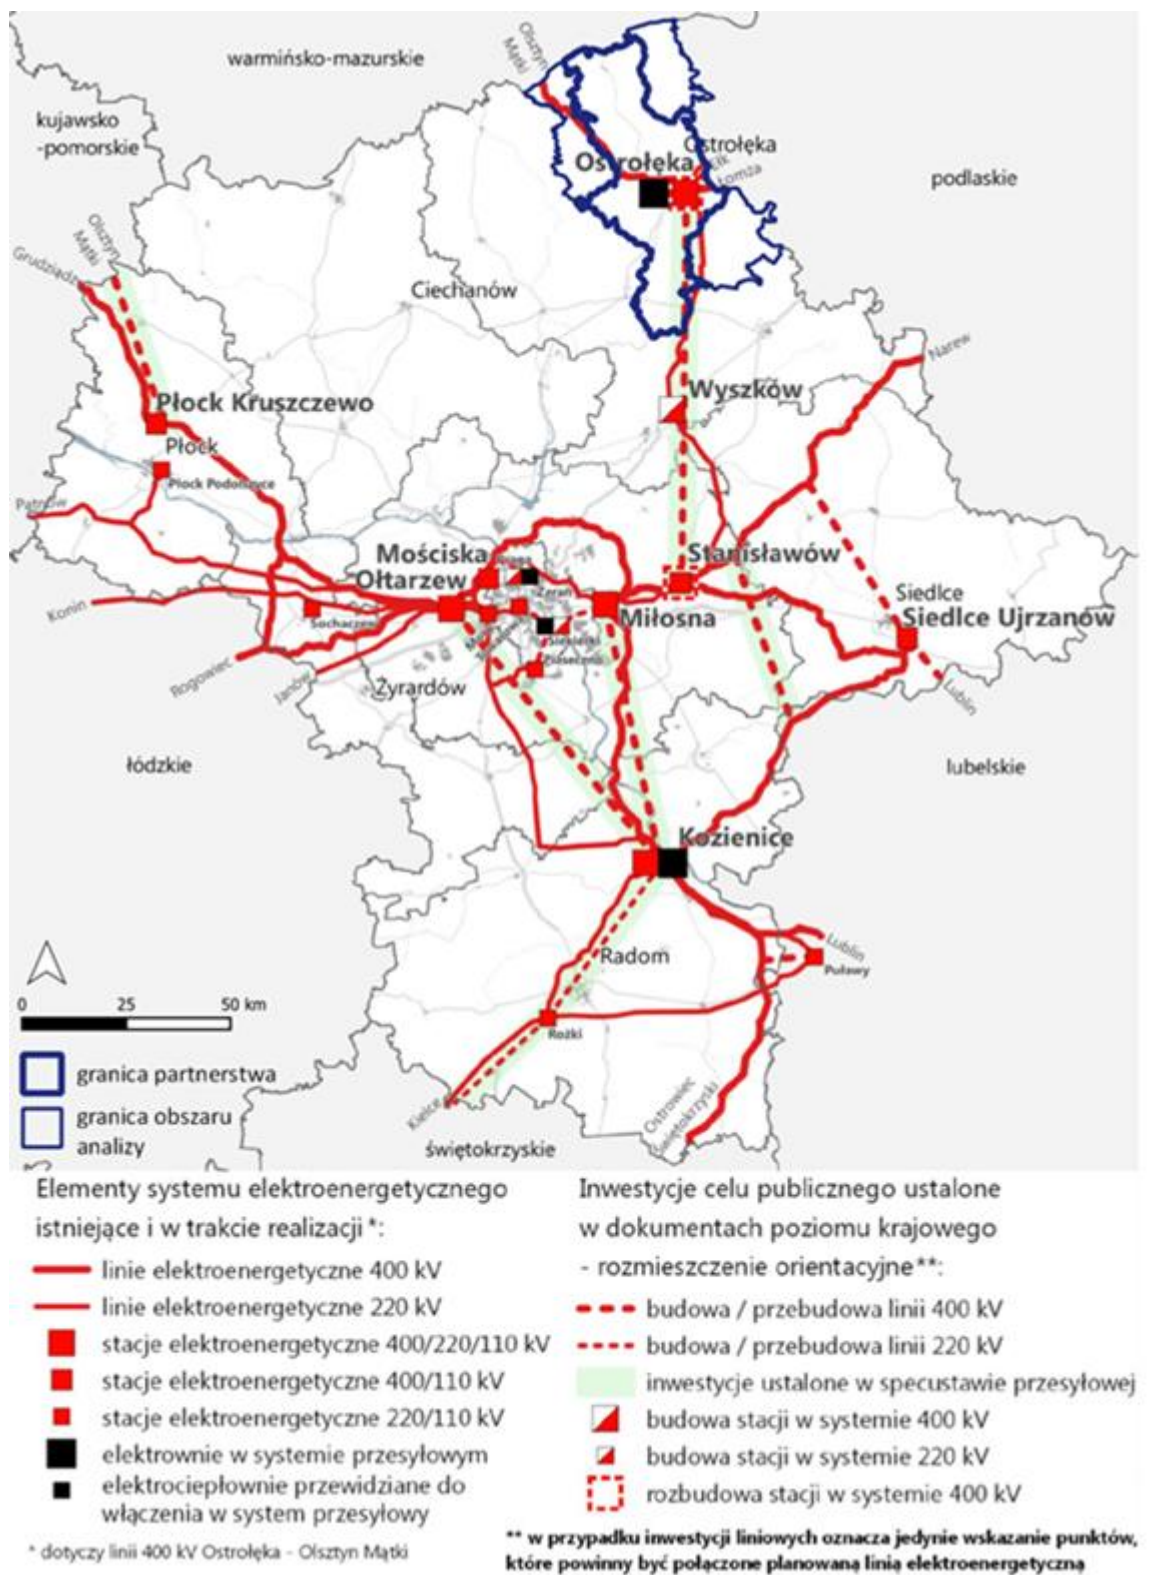 warmińsko-mazurskie
Olsztyn
Mątki
kujawsko
-pomorskie
Ostrołęka
Ostrołęka
Ełk
Łomża
podlaskie
Olsztyn
Mątki
Grudziądz
Ciechanów
Narew
Wyszków
Płock Kruszczewo
Płock
Płock Podolszyce
Pątnów
Mościska
Stanisławów
Ołtarzew
Żerań
Siedlce
Konin
Sochaczew
Miłosna
Siedlce Ujrzanów
Siekierki
Piaseczno
Rogowiec
Janów
Żyrardów
Lublin
łódzkie
lubelskie
Kozienice
Lublin
Radom
Puławy
0 25 50 km
Rożki
granica partnerstwa
Kielce
Ostrowiec
Świętokrzyski
granica obszaru
analizy
świętokrzyskie
Elementy systemu elektroenergetycznego
istniejące i w trakcie realizacji*:
linie elektroenergetyczne 400 kV
linie elektroenergetyczne 220 kV
stacje elektroenergetyczne 400/220/110 kV
stacje elektroenergetyczne 400/110 kV
stacje elektroenergetyczne 220/110 kV
elektrownie w systemie przesyłowym
elektrociepłownie przewidziane do
włączenia w system przesyłowy
* dotyczy linii 400 kV Ostrołęka - Olsztyn Mątki
Inwestycje celu publicznego ustalone
w dokumentach poziomu krajowego
- rozmieszczenie orientacyjne**:
budowa / przebudowa linii 400 kV
budowa / przebudowa linii 220 kV
inwestycje ustalone w specustawie przesyłowej
budowa stacji w systemie 400 kV
budowa stacji w systemie 220 kV
rozbudowa stacji w systemie 400 kV
** w przypadku inwestycji liniowych oznacza jedynie wskazanie punktów,
które powinny być połączone planowaną linią elektroenergetyczną